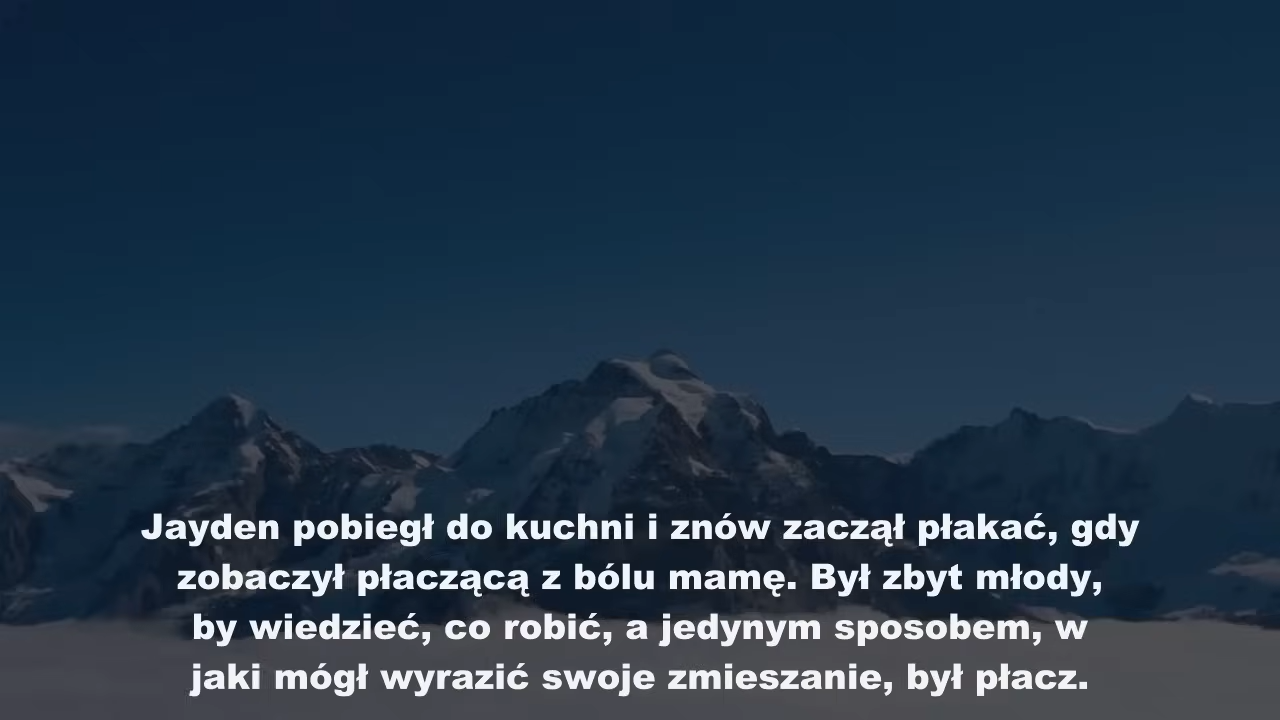 Jayden pobiegł do kuchni i znów zaczął płakać, gdy
zobaczył płaczącą z bólu mamę. Był zbyt młody,
by wiedzieć, co robić, a jedynym sposobem, w
jaki mógł wyrazić swoje zmieszanie, był płacz.